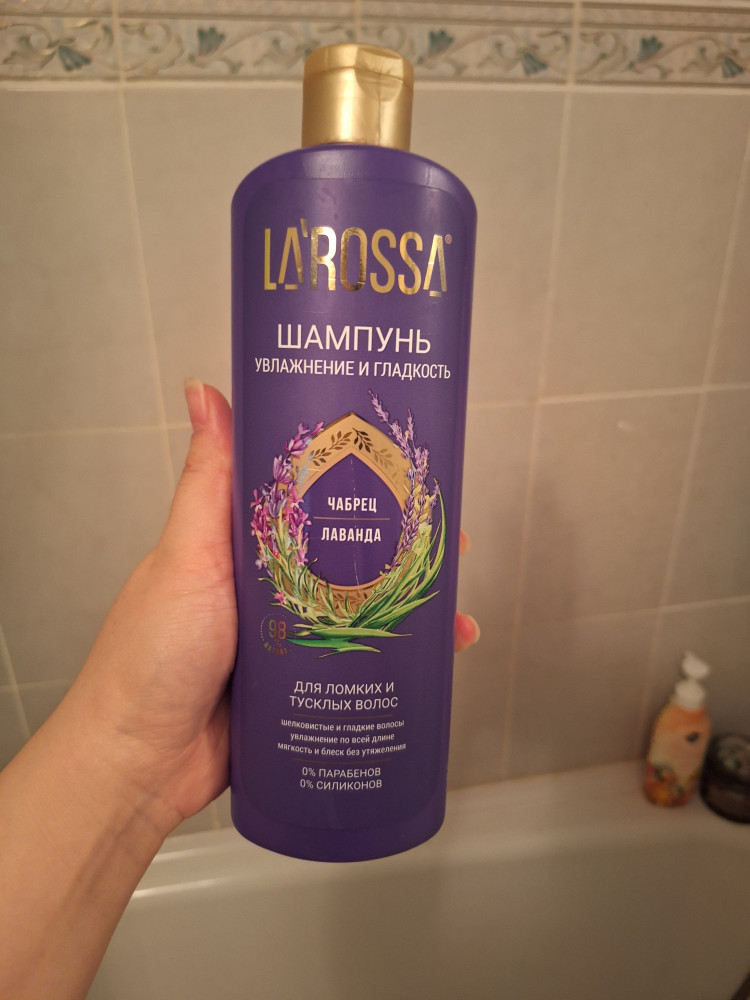 LA'ROSSA®
ШАМПУНЬ
УВЛАЖНЕНИЕ И ГЛАДКОСТЬ
ЧАБРЕЦ
ЛАВАНДА
98
ДЛЯ ЛОМКИХ И
ТУСКЛЫХ ВОЛОС
шелковистые и гладкие волосы
увлажнение по всей длине
мягкость и блеск без утяжеления
0% ПАРАБЕНОВ
0% СИЛИКОНОВ